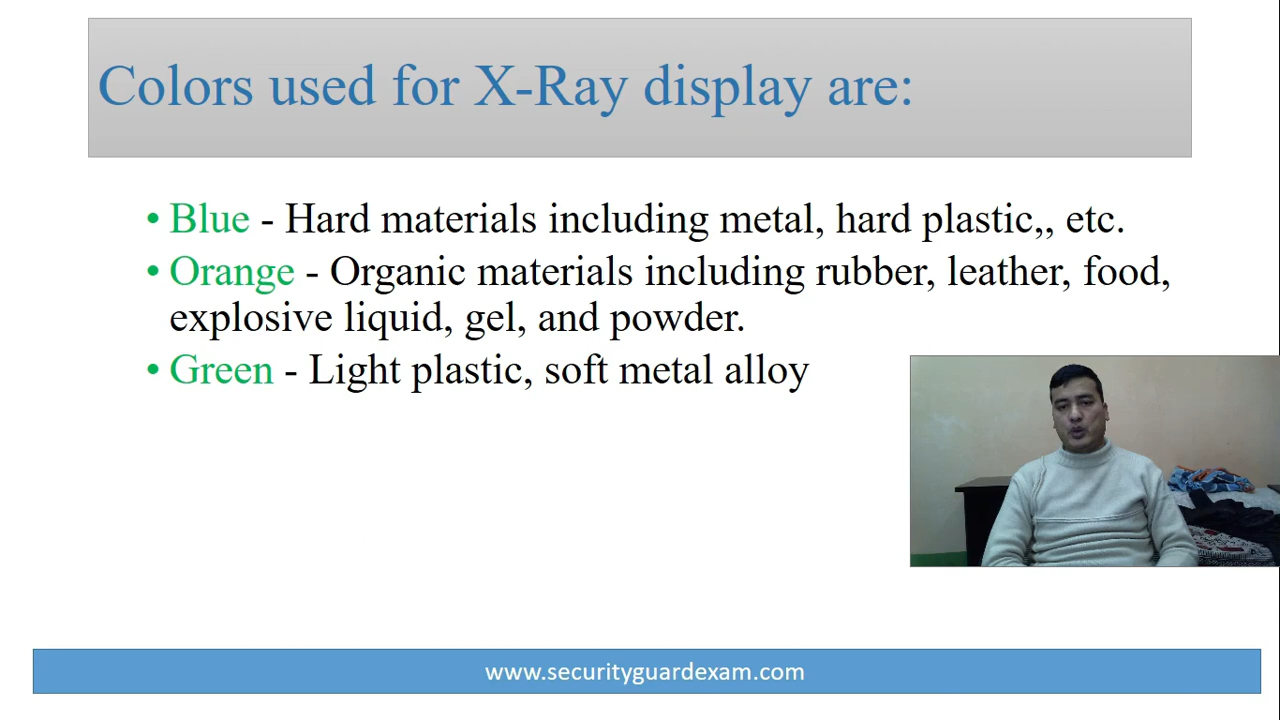 Colors used for X-Ray display are:
• Blue - Hard materials including metal, hard plastic,, etc.
• Orange - Organic materials including rubber, leather, food,
explosive liquid, gel, and powder.
• Green - Light plastic, soft metal alloy
www.securityguardexam.com